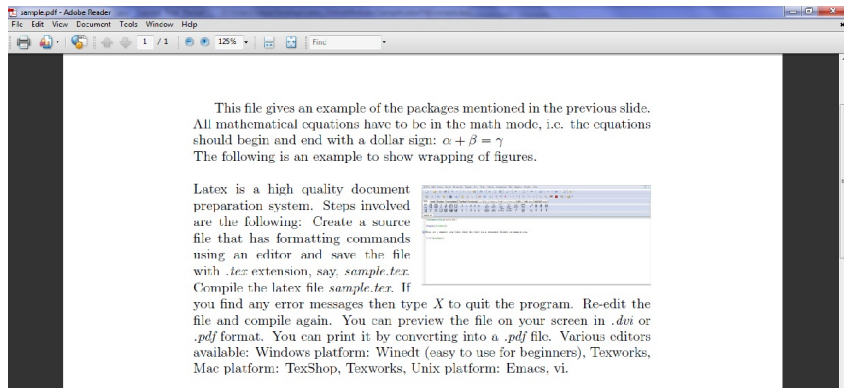 sample.pdf - Adobe Reader
File Edit View Document Tools Window Help
1 / 1 125% Find
This file gives an example of the packages mentioned in the previous slide.
All mathematical equations have to be in the math mode, i.e. the equations
should begin and end with a dollar sign: α + β = γ
The following is an example to show wrapping of figures.
Latex is a high quality document
preparation system. Steps involved
are the following: Create a source
file that has formatting commands
using an editor and save the file
with .tex extension, say, sample.tex.
Compile the latex file sample.tex. If
you find any error messages then type X to quit the program. Re-edit the
file and compile again. You can preview the file on your screen in .dvi or
.pdf format. You can print it by converting into a .pdf file. Various editors
available: Windows platform: Winedt (easy to use for beginners), Texworks,
Mac platform: TexShop, Texworks, Unix platform: Emacs, vi.